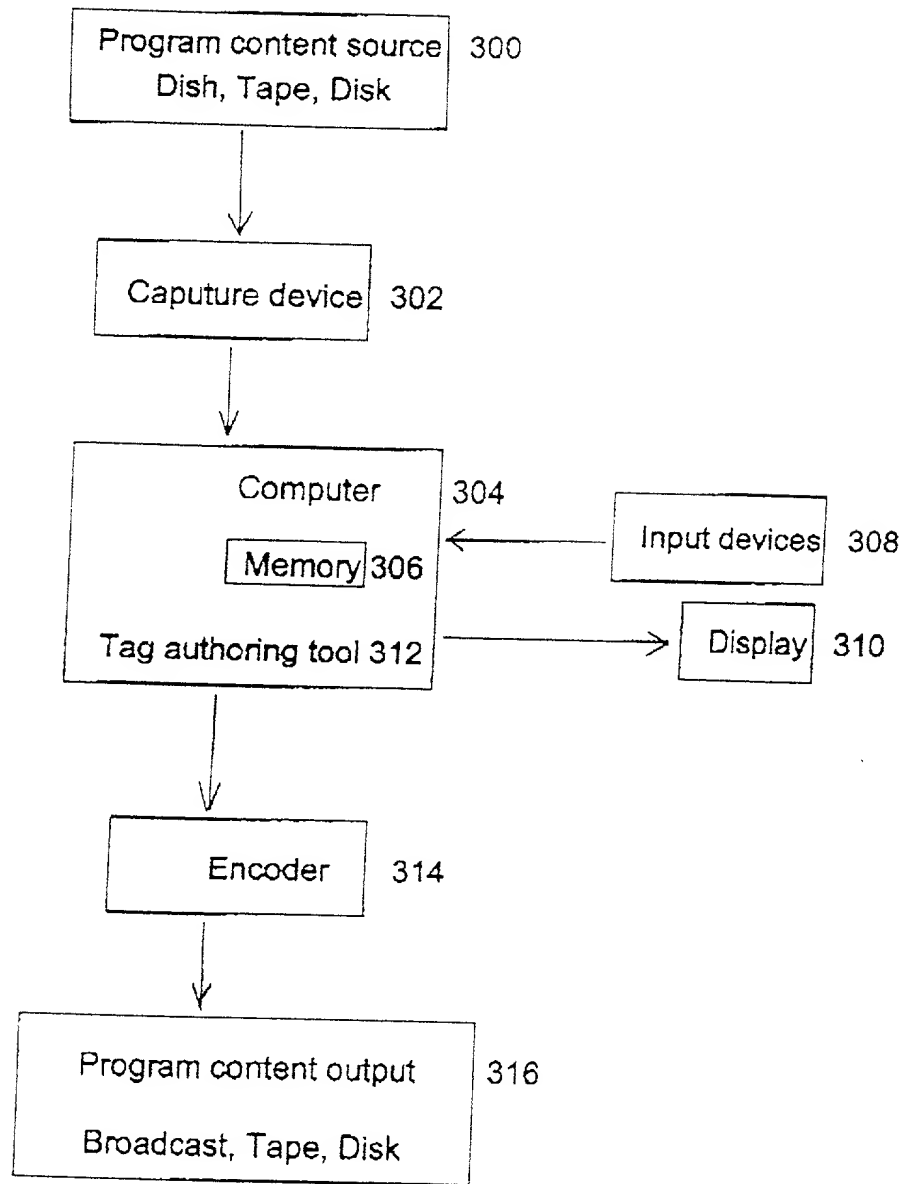 Program content source 300
Dish, Tape, Disk
Caputure device 302
Computer 304
Input devices 308
Memory 306
Display 310
Tag authoring tool 312
Encoder 314
Program content output 316
Broadcast, Tape, Disk